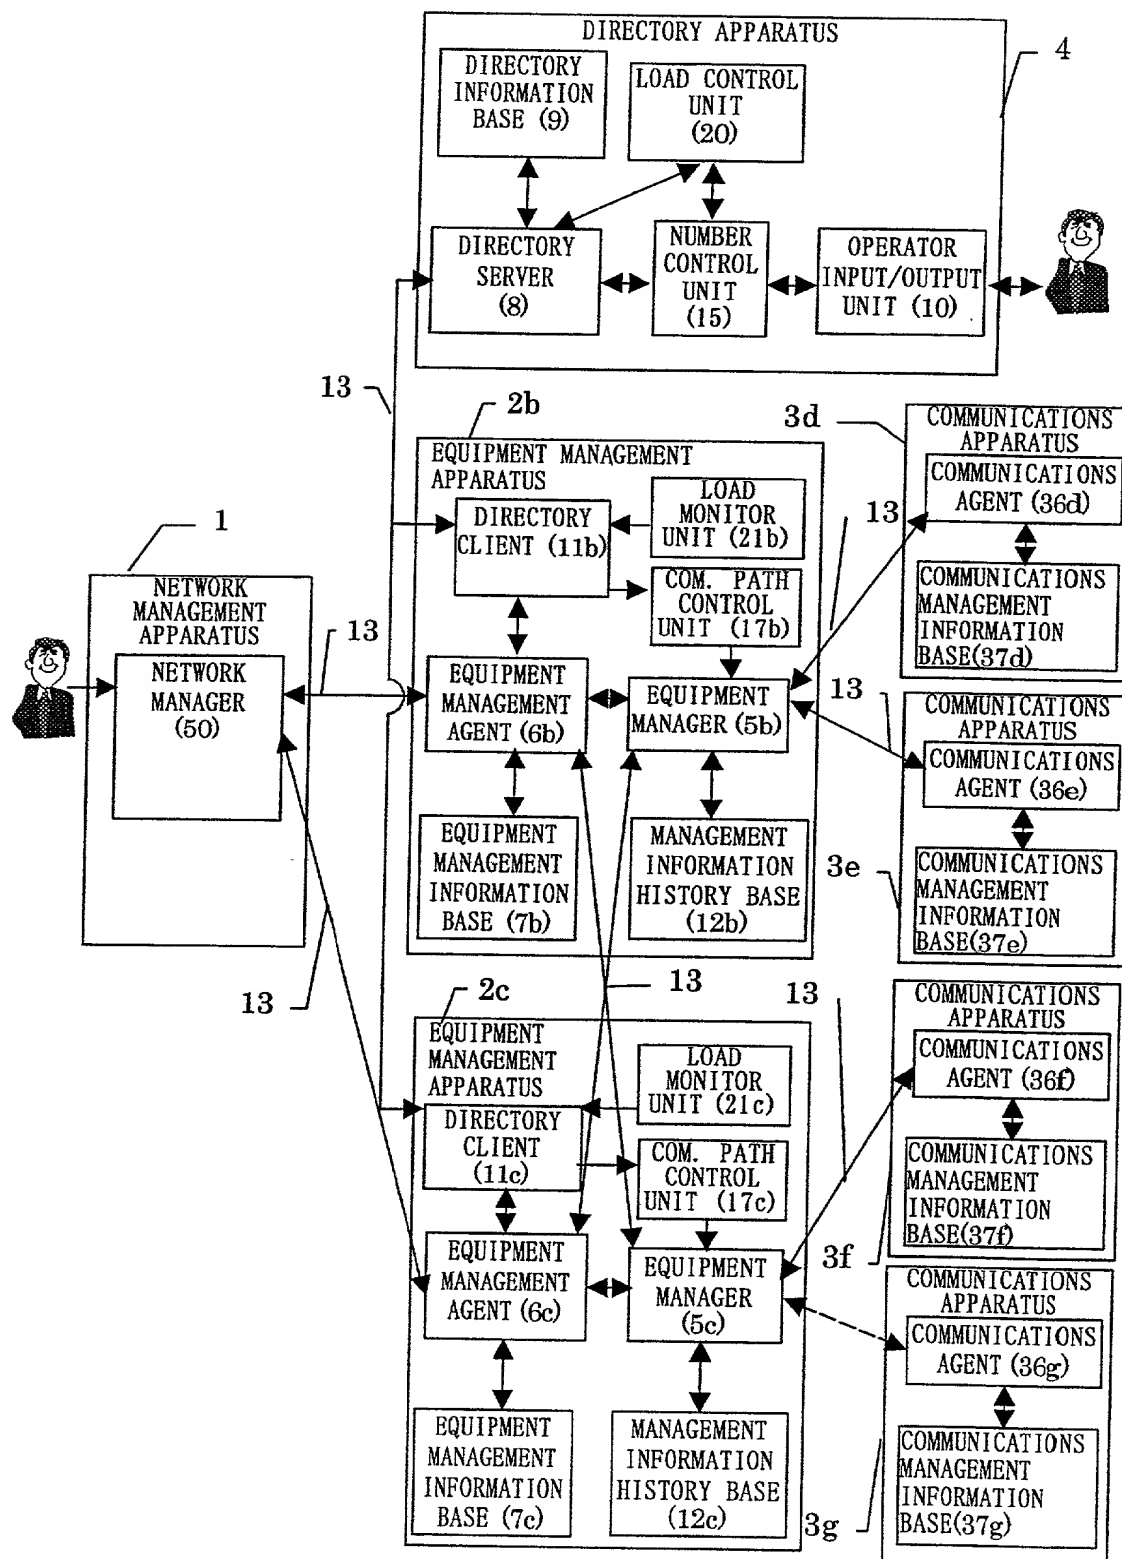 DIRECTORY APPARATUS
4
DIRECTORY
INFORMATION
BASE (9)
LOAD CONTROL
UNIT
(20)
DIRECTORY
SERVER
(8)
NUMBER
CONTROL
UNIT
(15)
OPERATOR
INPUT/OUTPUT
UNIT (10)
13
2b
EQUIPMENT MANAGEMENT
APPARATUS
DIRECTORY
CLIENT (11b)
LOAD
MONITOR
UNIT (21b)
COM. PATH
CONTROL
UNIT (17b)
EQUIPMENT
MANAGEMENT
AGENT (6b)
EQUIPMENT
MANAGER (5b)
EQUIPMENT
MANAGEMENT
INFORMATION
BASE (7b)
MANAGEMENT
INFORMATION
HISTORY BASE
(12b)
1
NETWORK
MANAGEMENT
APPARATUS
NETWORK
MANAGER
(50)
13
13
13
3d
COMMUNICATIONS
APPARATUS
COMMUNICATIONS
AGENT (36d)
COMMUNICATIONS
MANAGEMENT
INFORMATION
BASE(37d)
13
13
3e
COMMUNICATIONS
APPARATUS
COMMUNICATIONS
AGENT (36e)
COMMUNICATIONS
MANAGEMENT
INFORMATION
BASE(37e)
2c
EQUIPMENT
MANAGEMENT
APPARATUS
LOAD
MONITOR
UNIT (21c)
DIRECTORY
CLIENT
(11c)
COM. PATH
CONTROL
UNIT (17c)
EQUIPMENT
MANAGEMENT
AGENT (6c)
EQUIPMENT
MANAGER
(5c)
EQUIPMENT
MANAGEMENT
INFORMATION
BASE (7c)
MANAGEMENT
INFORMATION
HISTORY BASE
(12c)
13
3f
COMMUNICATIONS
APPARATUS
COMMUNICATIONS
AGENT (36f)
COMMUNICATIONS
MANAGEMENT
INFORMATION
BASE(37f)
3g
COMMUNICATIONS
APPARATUS
COMMUNICATIONS
AGENT (36g)
COMMUNICATIONS
MANAGEMENT
INFORMATION
BASE(37g)